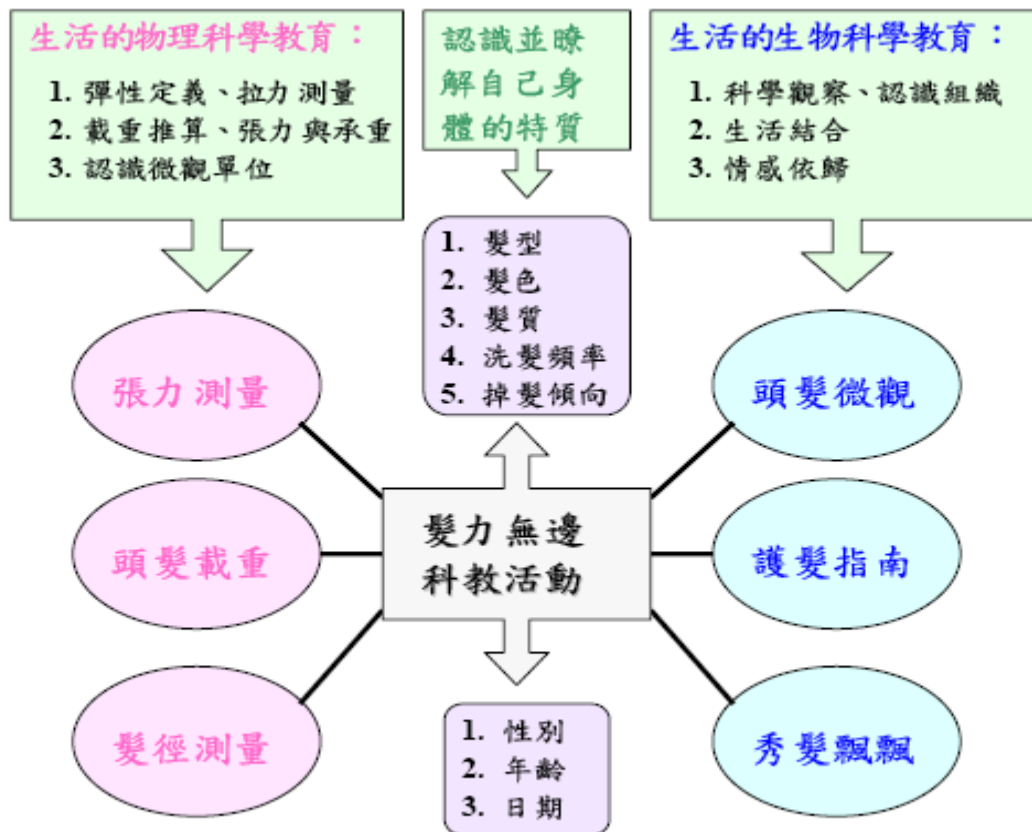 生活的物理科學教育：
1. 彈性定義、拉力測量
2. 載重推算、張力與承重
3. 認識微觀單位
認識並瞭
解自己身
體的特質
生活的生物科學教育：
1. 科學觀察、認識組織
2. 生活結合
3. 情感依歸
1. 髮型
2. 髮色
3. 髮質
4. 洗髮頻率
5. 掉髮傾向
張力測量
頭髮載重
髮徑測量
髮力無邊
科教活動
頭髮微觀
護髮指南
秀髮飄飄
1. 性別
2. 年齡
3. 日期